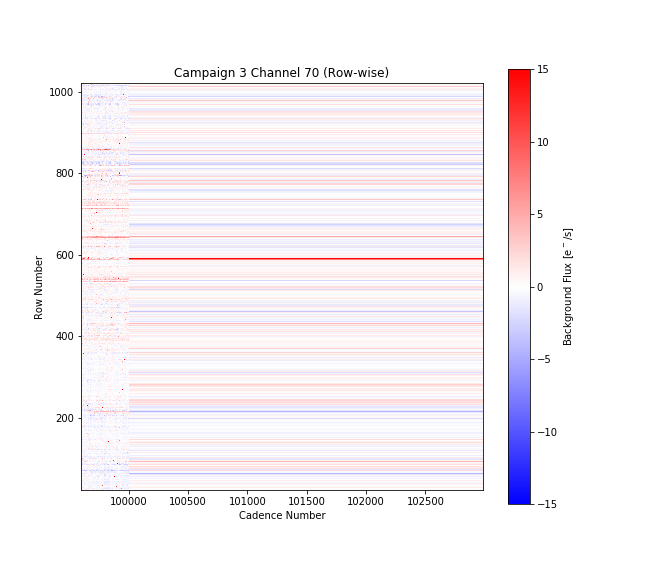 Campaign 3 Channel 70 (Row-wise)
1000
800
600
400
200
Row Number
100000 100500 101000 101500 102000 102500
Cadence Number
15
10
5
0
−5
−10
−15
Background Flux [e⁻/s]